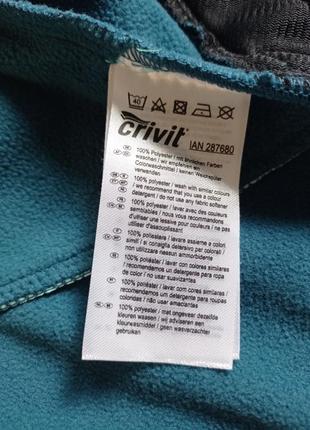 40
crivit
IAN 287680
100% Polyester / mit ähnlichen Farben
waschen / wir empfehlen ein
Colorwaschmittel / keinen Weichspüler
verwenden
100% polyester / wash with similar colours
/ we recommend that you use a colour
detergent / do not use any fabric softener
100% polyester / laver avec des couleurs
semblables / nous vous recommandons
d'utiliser une lessive pour couleurs / ne pas
utiliser d'assouplissant
100% poliestere / lavare assieme a colori
simili / si consiglia detersivo per colorati /
non utilizzare nessun ammorbidente
100% poliéster / lavar con colores similares
/ recomendamos un detergente para ropa
de color / no usar suavizantes
100% poliéster / lavar com cores similares /
recomendamos um detergente para roupas
coloridas / não usar amaciantes
100% polyester / met ongeveer dezelfde
kleuren wassen / wij adviseren een
kleurwasmiddel / geen wasverzachter
gebruiken